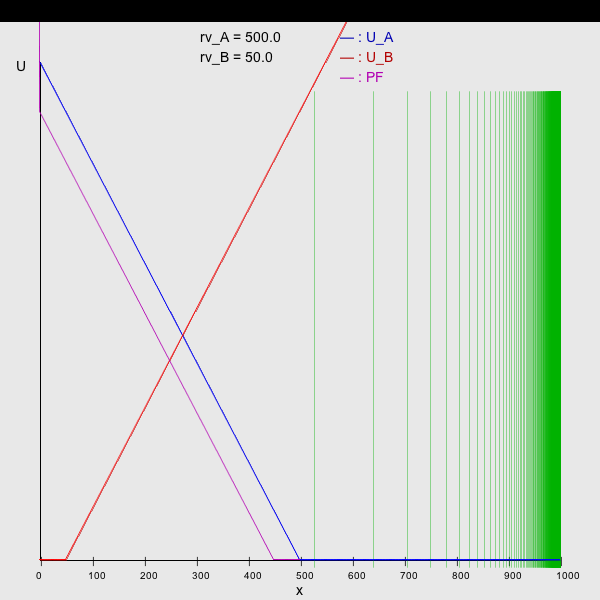 rv_A = 500.0
— : U_A
rv_B = 50.0
— : U_B
— : PF
U
0 100 200 300 400 500 600 700 800 900 1000
x